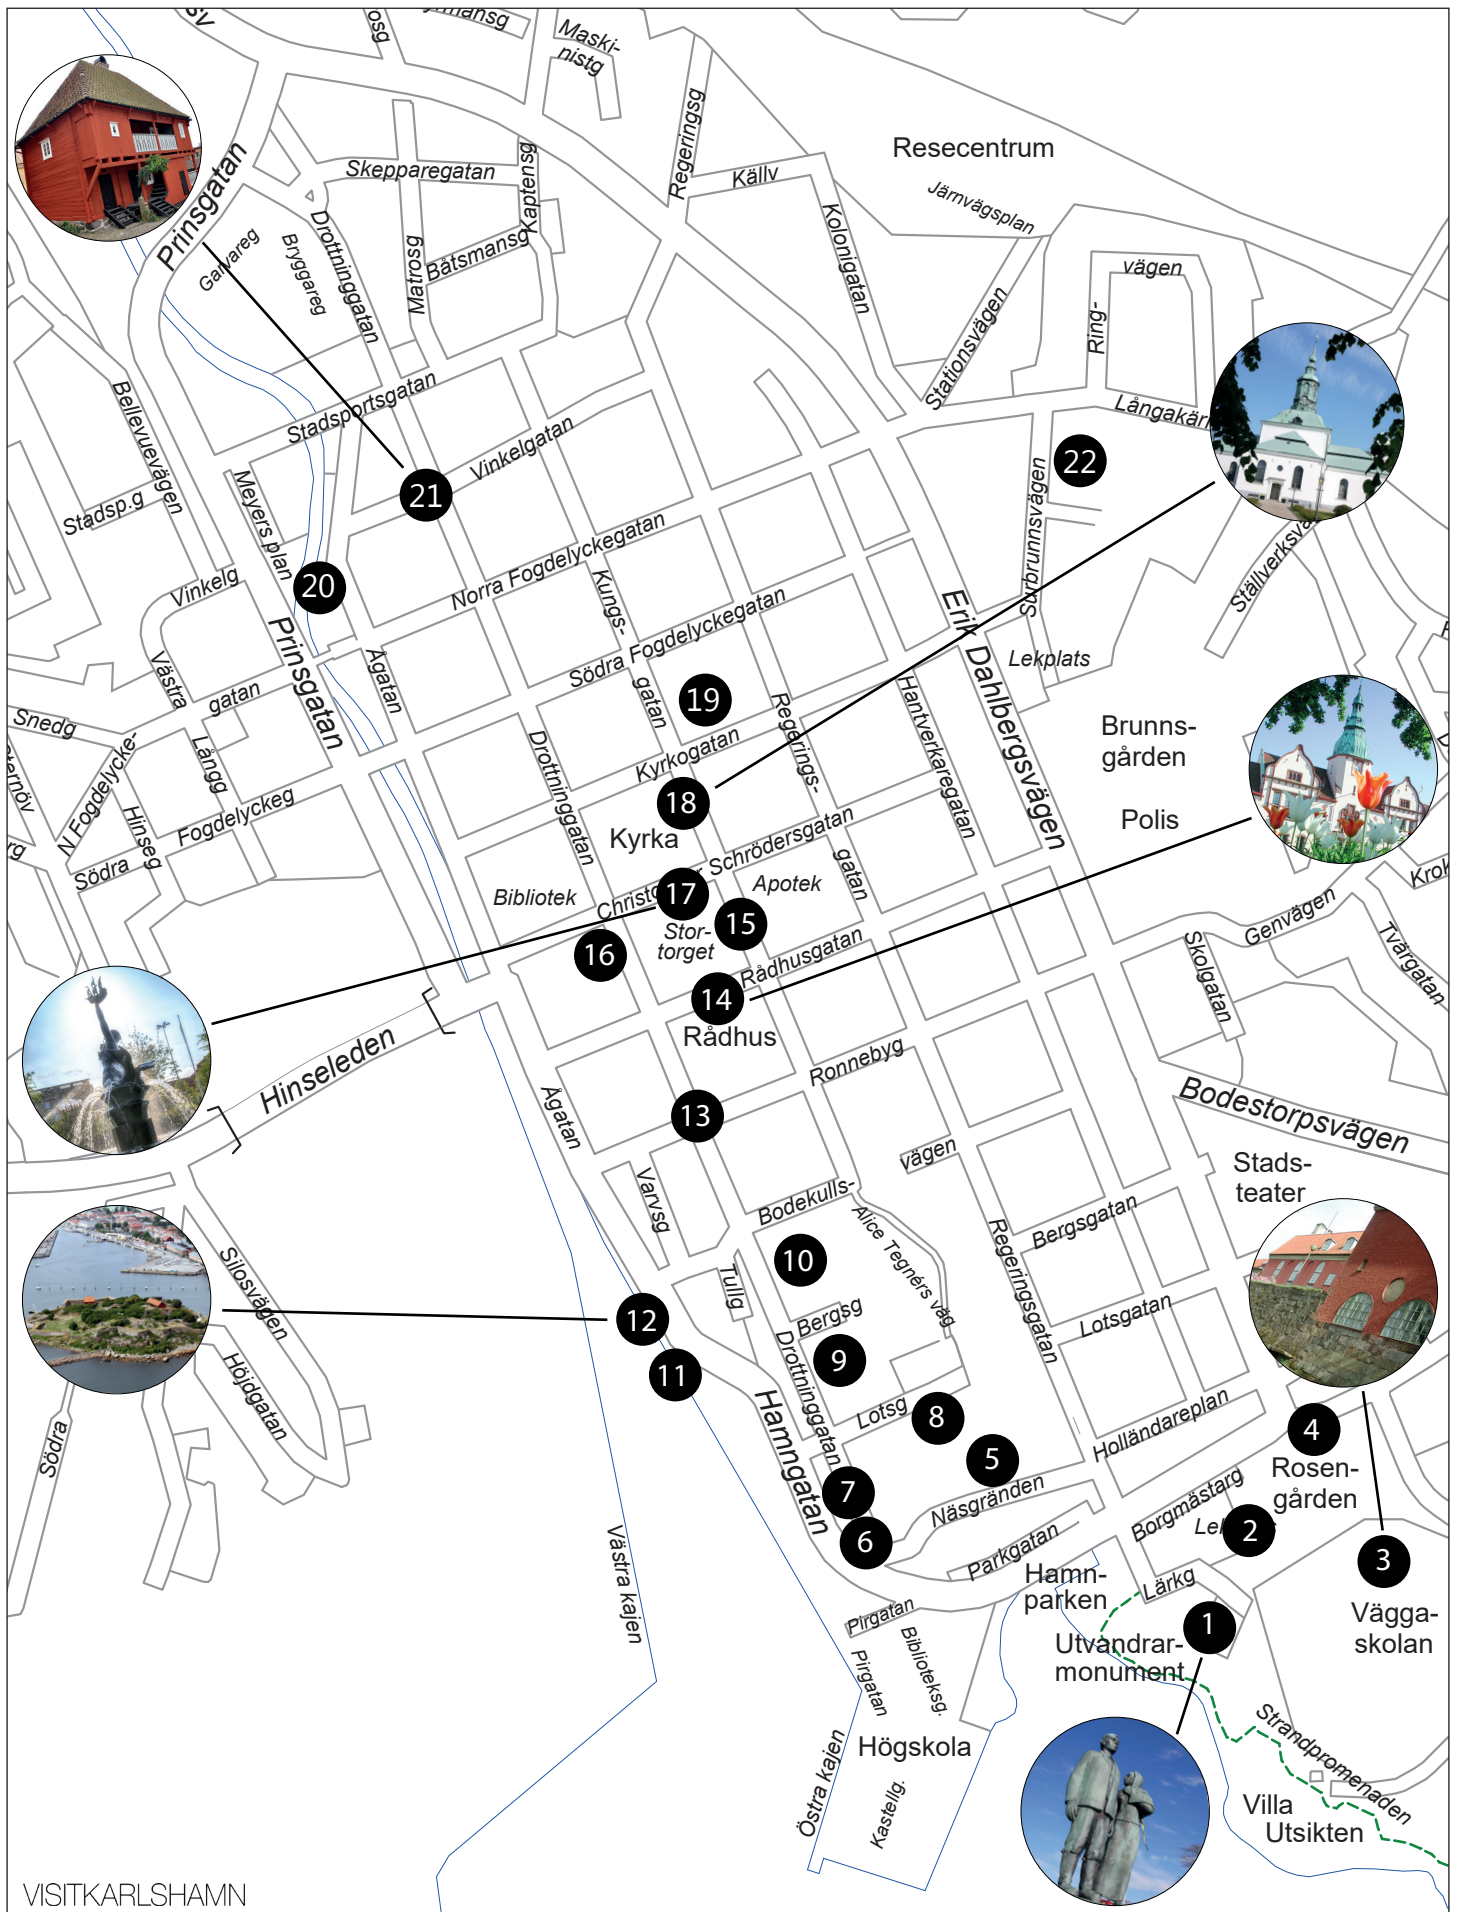 Maski-
nistg
Regeringsg
Resecentrum
Skepparegatan
Kaptensg
Källv
Järnvägsplan
Prinsgatan
Garvareg
Bryggareg
Drottninggatan
Matrosg
Båtsmansg
Kolonigatan
Stationsvägen
vägen
Ring-
Bellevuevägen
Stadsportsgatan
Vinkelgatan
22
21
Stadsp.g
Meyers plan
Surbrunnsvägen
Norra Fogdelyckegatan
20
Vinkelg
Kungs-
gatan
Södra Fogdelyckegatan
Erik Dahlbergsvägen
Ställverksvä
Lekplats
Prinsgatan
Ågatan
Västra
gatan
19
Snedg
N Fogdelycke-
Långg
Hinseg
Södra
Fogdelyckeg
Drottninggatan
Kyrkogatan
Regerings-
gatan
Hantverkaregatan
Brunns-
gården
18
Kyrka
Polis
Schrödersgatan
Bibliotek
17
Apotek
15
16
Stor-
torget
Rådhusgatan
14
Rådhus
Genvägen
Krok
Tvärgatan
Skolgatan
Hinseleden
Ronnebyg
vägen
Ågatan
13
Bodestorpsvägen
Varvsg
Stads-
teater
Bodekulls-
Alice Tegnérs väg
Bergsgatan
Regeringsgatan
10
Silosvägen
Höjdgatan
Södra
Tullg
12
11
Bergsg
9
Lotsgatan
Drottninggatan
Hamngatan
Lotsg
8
Holländareplan
4
Rosen-
gården
5
7
Näsgränden
Borgmästarg
2
6
Parkgatan
3
Hamn-
parken
Lärkg
1
Vägga-
skolan
Utvandrar-
monument
Västra kajen
Pirgatan
Pirgatan
Biblioteksg.
Strandpromenaden
Högskola
Östra kajen
Kastellg.
Villa
Utsikten
VISITKARLSHAMN